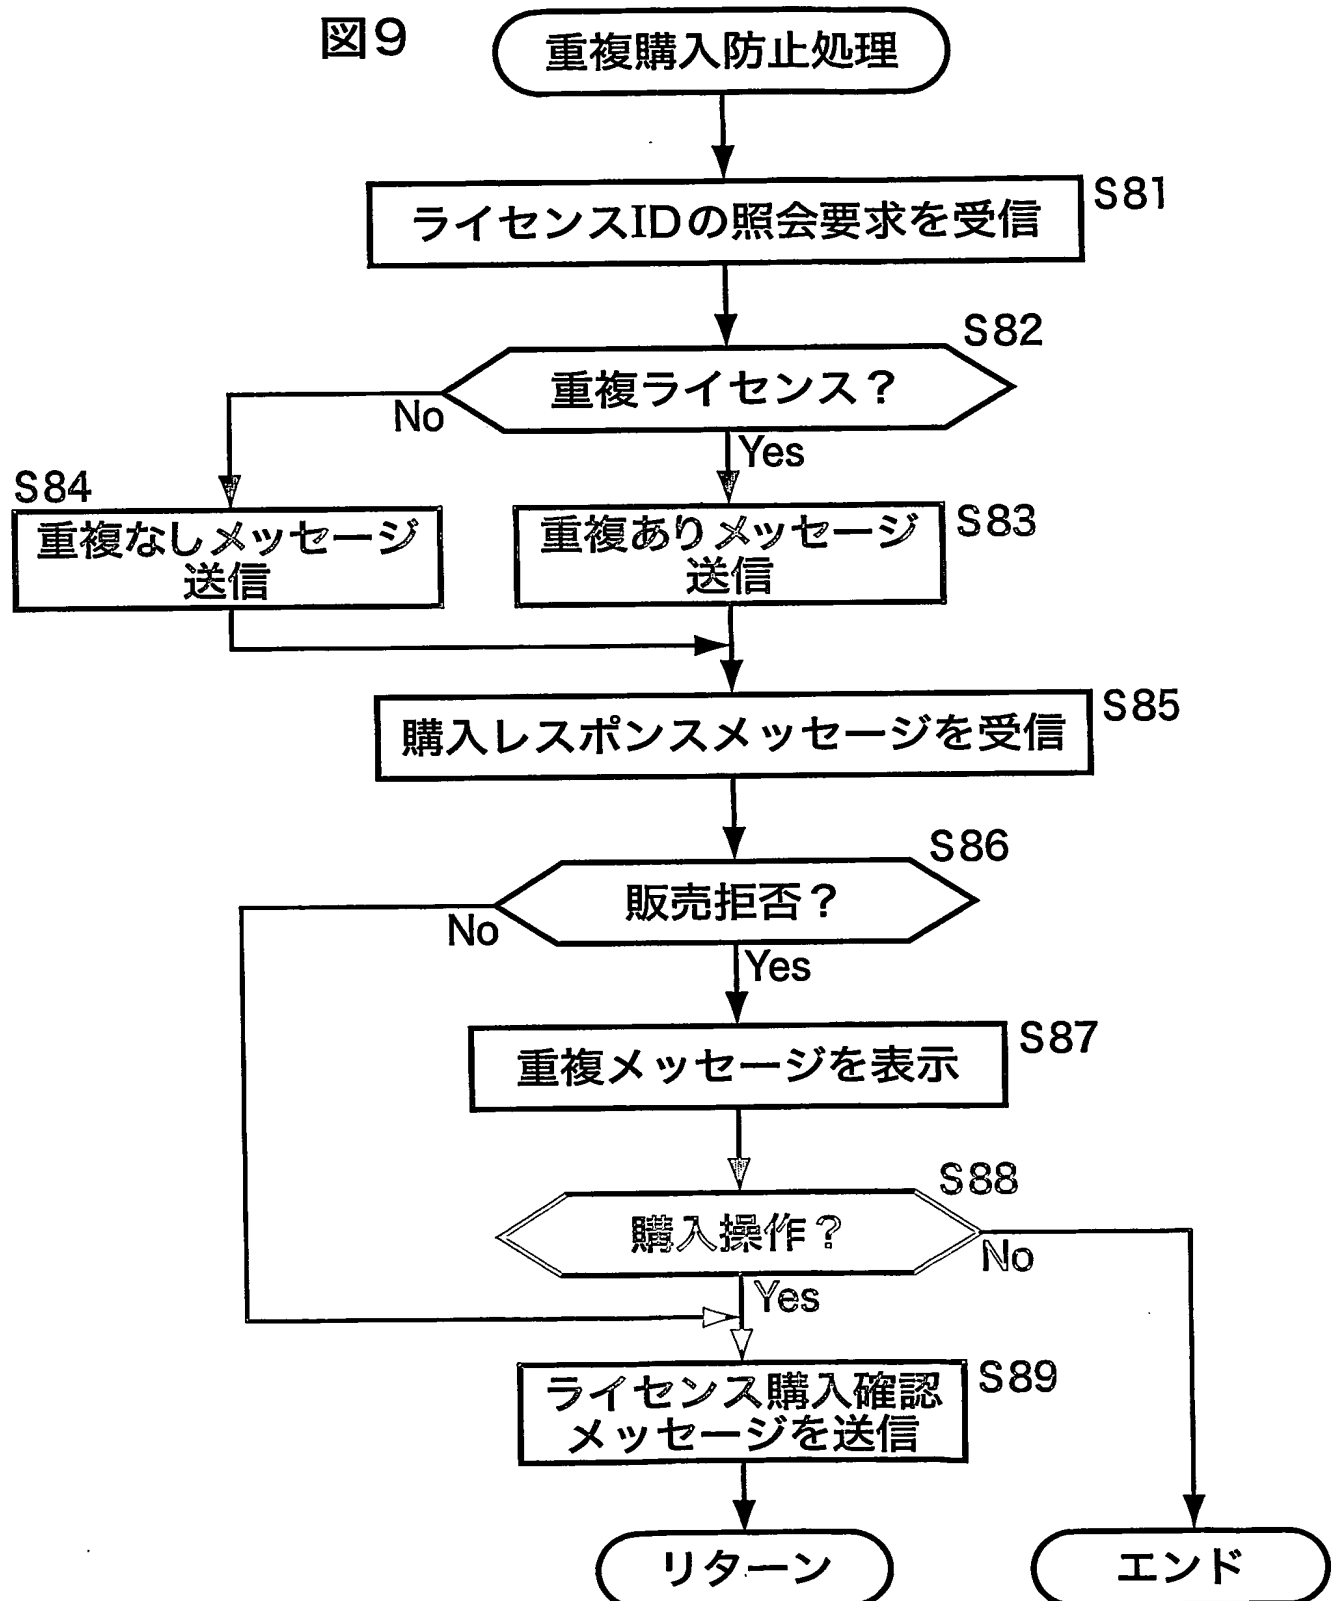 図9
重複購入防止処理
S81
ライセンスIDの照会要求を受信
S82
重複ライセンス？
No
Yes
S84
重複なしメッセージ
送信
S83
重複ありメッセージ
送信
S85
購入レスポンスメッセージを受信
S86
販売拒否？
No
Yes
S87
重複メッセージを表示
S88
購入操作？
No
Yes
S89
ライセンス購入確認
メッセージを送信
リターン
エンド